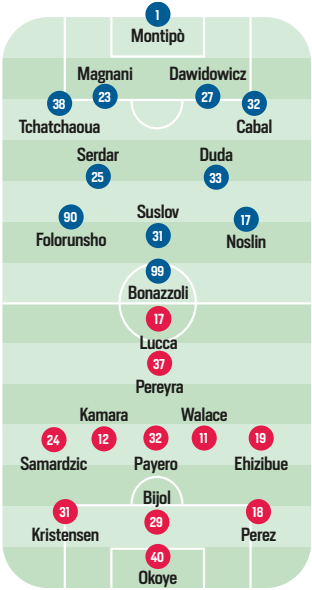 1
Montipò
Magnani Dawidowicz
38 23 27 32
Tchatchaoua Cabal
Serdar Duda
25 33
90 Suslov 17
Folorunsho 31 Noslin
99
Bonazzoli
17
Lucca
37
Pereyra
Kamara Walace
24 12 32 11 19
Samardzic Payero Ehizibue
Bijol
31 29 18
Kristensen Perez
40
Okoye